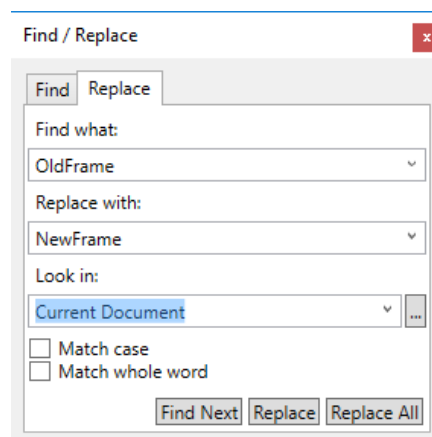 Find / Replace x
Find Replace
Find what:
OldFrame
Replace with:
NewFrame
Look in:
Current Document ...
Match case
Match whole word
Find Next Replace Replace All